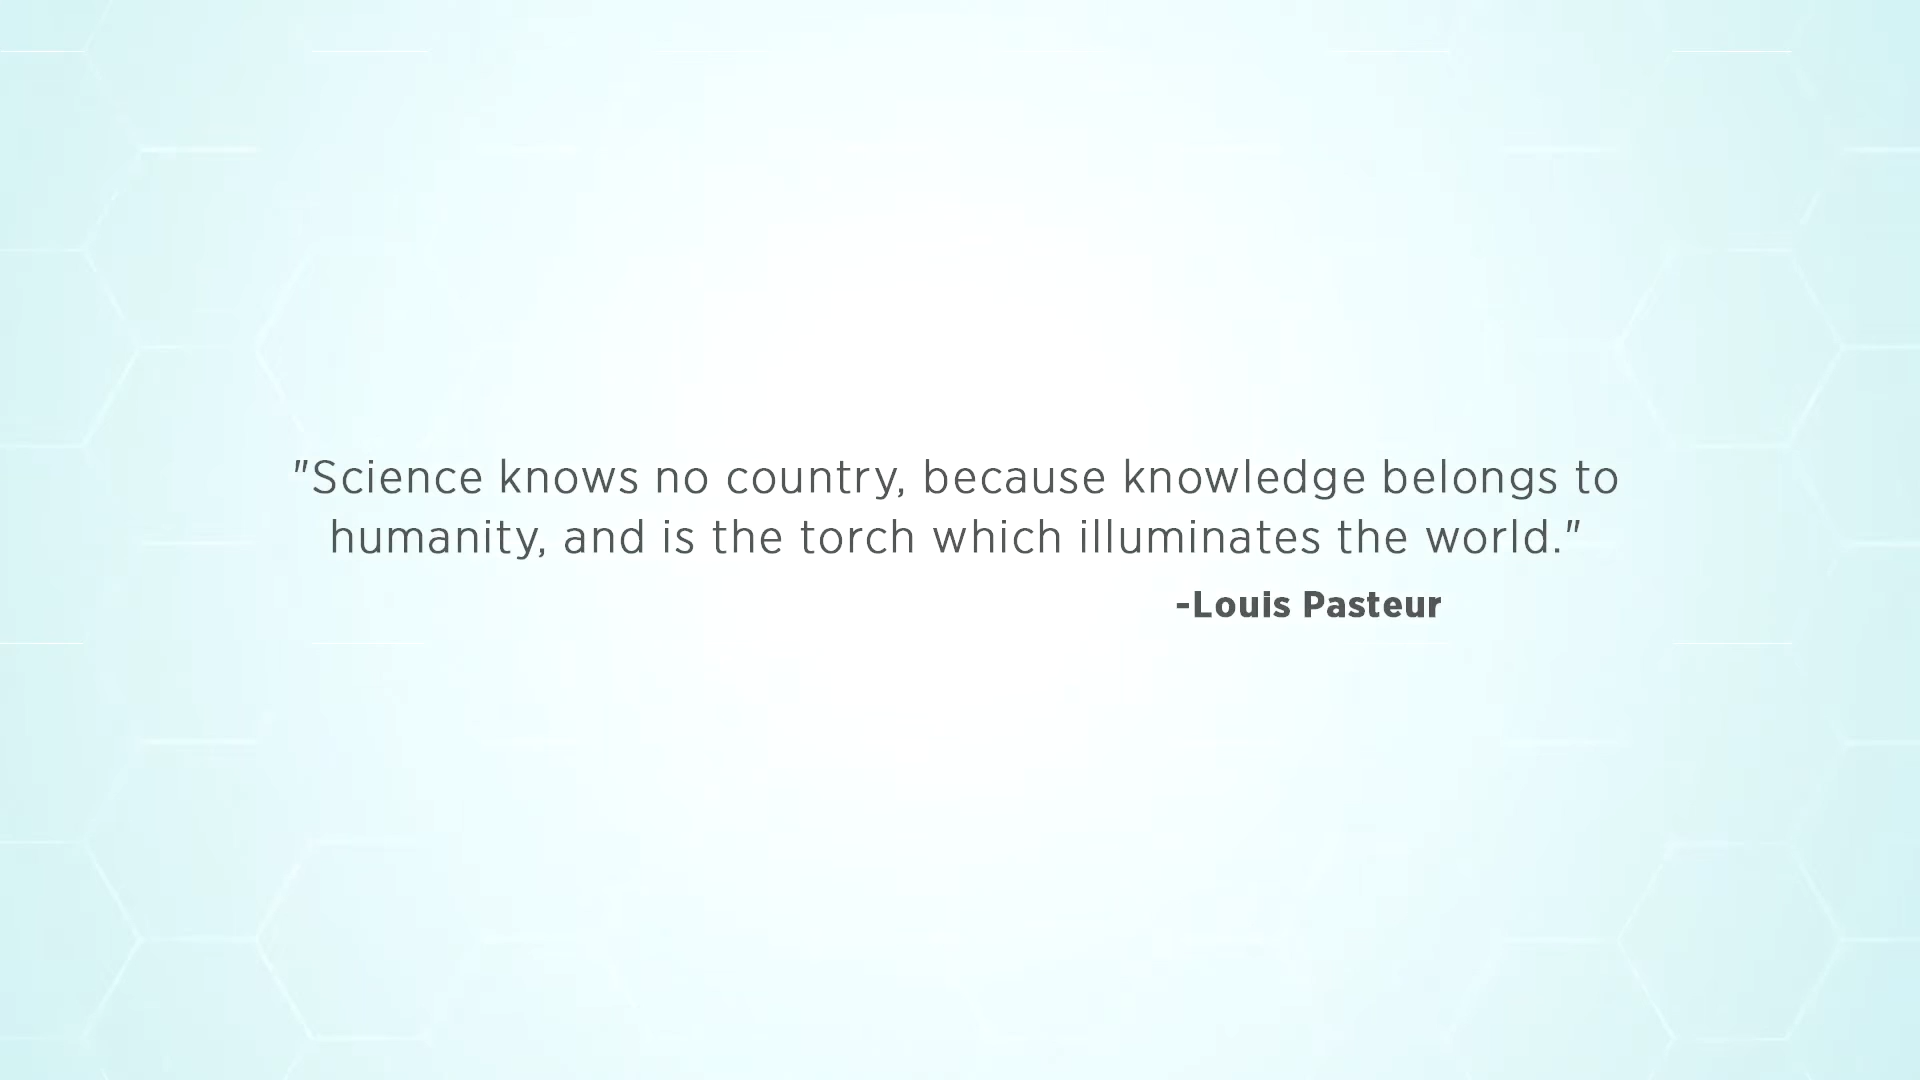 "Science knows no country, because knowledge belongs to
humanity, and is the torch which illuminates the world."
-Louis Pasteur